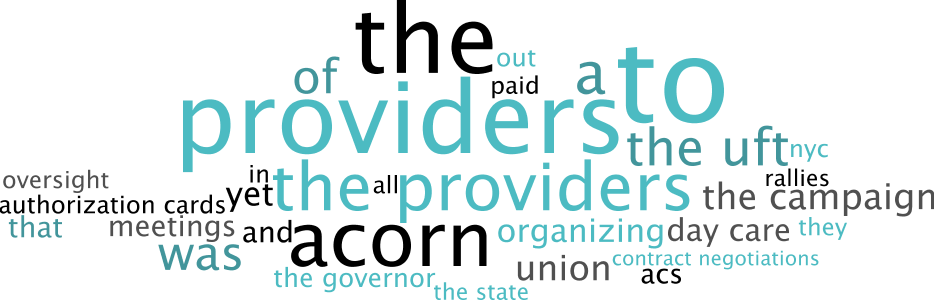 the
out
of
paid
a
to
providers
the uft
nyc
oversight
in
yet
the providers
all
rallies
authorization cards
the campaign
that
meetings
and
acorn
organizing
day care
they
was
union
contract negotiations
the governor
acs
the state